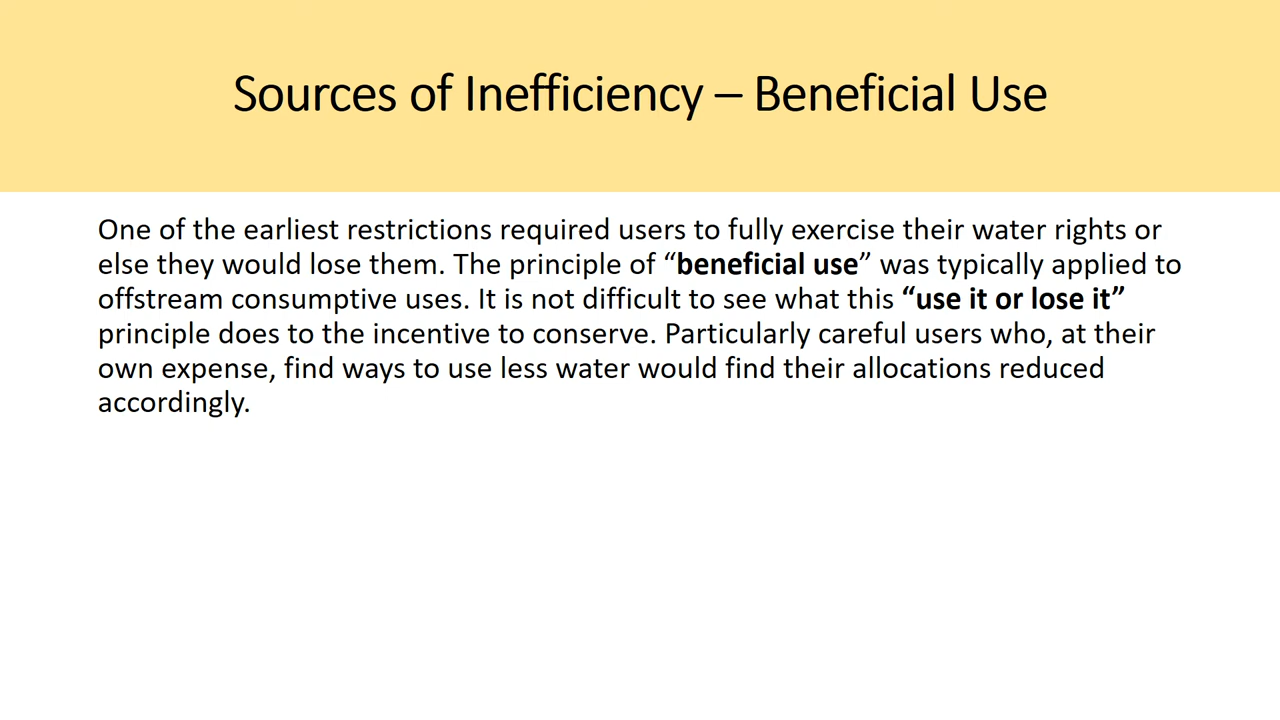 Sources of Inefficiency – Beneficial Use
One of the earliest restrictions required users to fully exercise their water rights or
else they would lose them. The principle of “beneficial use” was typically applied to
offstream consumptive uses. It is not difficult to see what this “use it or lose it”
principle does to the incentive to conserve. Particularly careful users who, at their
own expense, find ways to use less water would find their allocations reduced
accordingly.